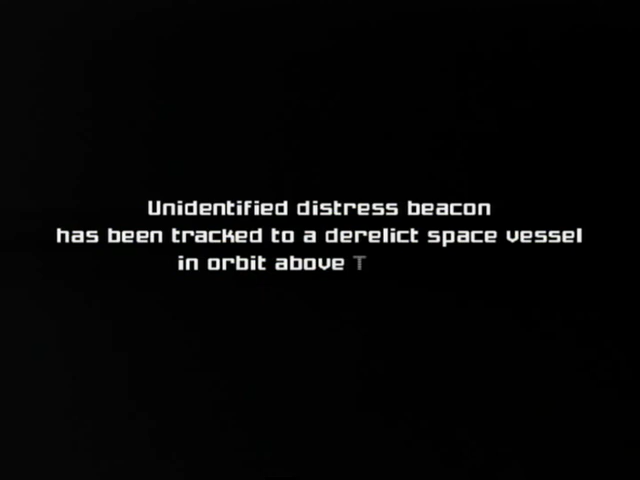 Unidentified distress beacon
has been tracked to a derelict space vessel
in orbit above T